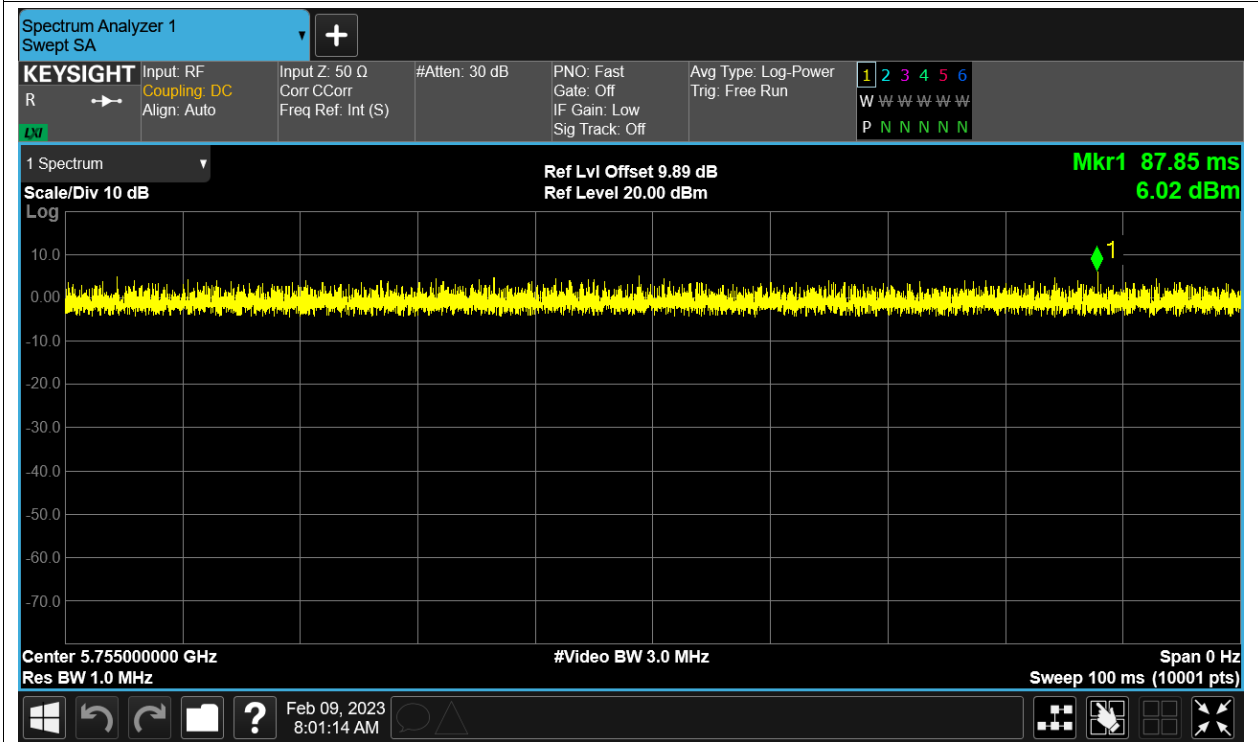 Spectrum Analyzer 1
Swept SA
KEYSIGHT
R
LXI
Input: RF
Coupling: DC
Align: Auto
Input Z: 50 Ω
Corr CCorr
Freq Ref: Int (S)
#Atten: 30 dB
PNO: Fast
Gate: Off
IF Gain: Low
Sig Track: Off
Avg Type: Log-Power
Trig: Free Run
1 2 3 4 5 6
W W W W W W
P N N N N N
1 Spectrum
Scale/Div 10 dB
Log
Ref Lvl Offset 9.89 dB
Ref Level 20.00 dBm
Mkr1 87.85 ms
6.02 dBm
1
10.0
0.00
-10.0
-20.0
-30.0
-40.0
-50.0
-60.0
-70.0
Center 5.755000000 GHz
Res BW 1.0 MHz
#Video BW 3.0 MHz
Span 0 Hz
Sweep 100 ms (10001 pts)
?
Feb 09, 2023
8:01:14 AM